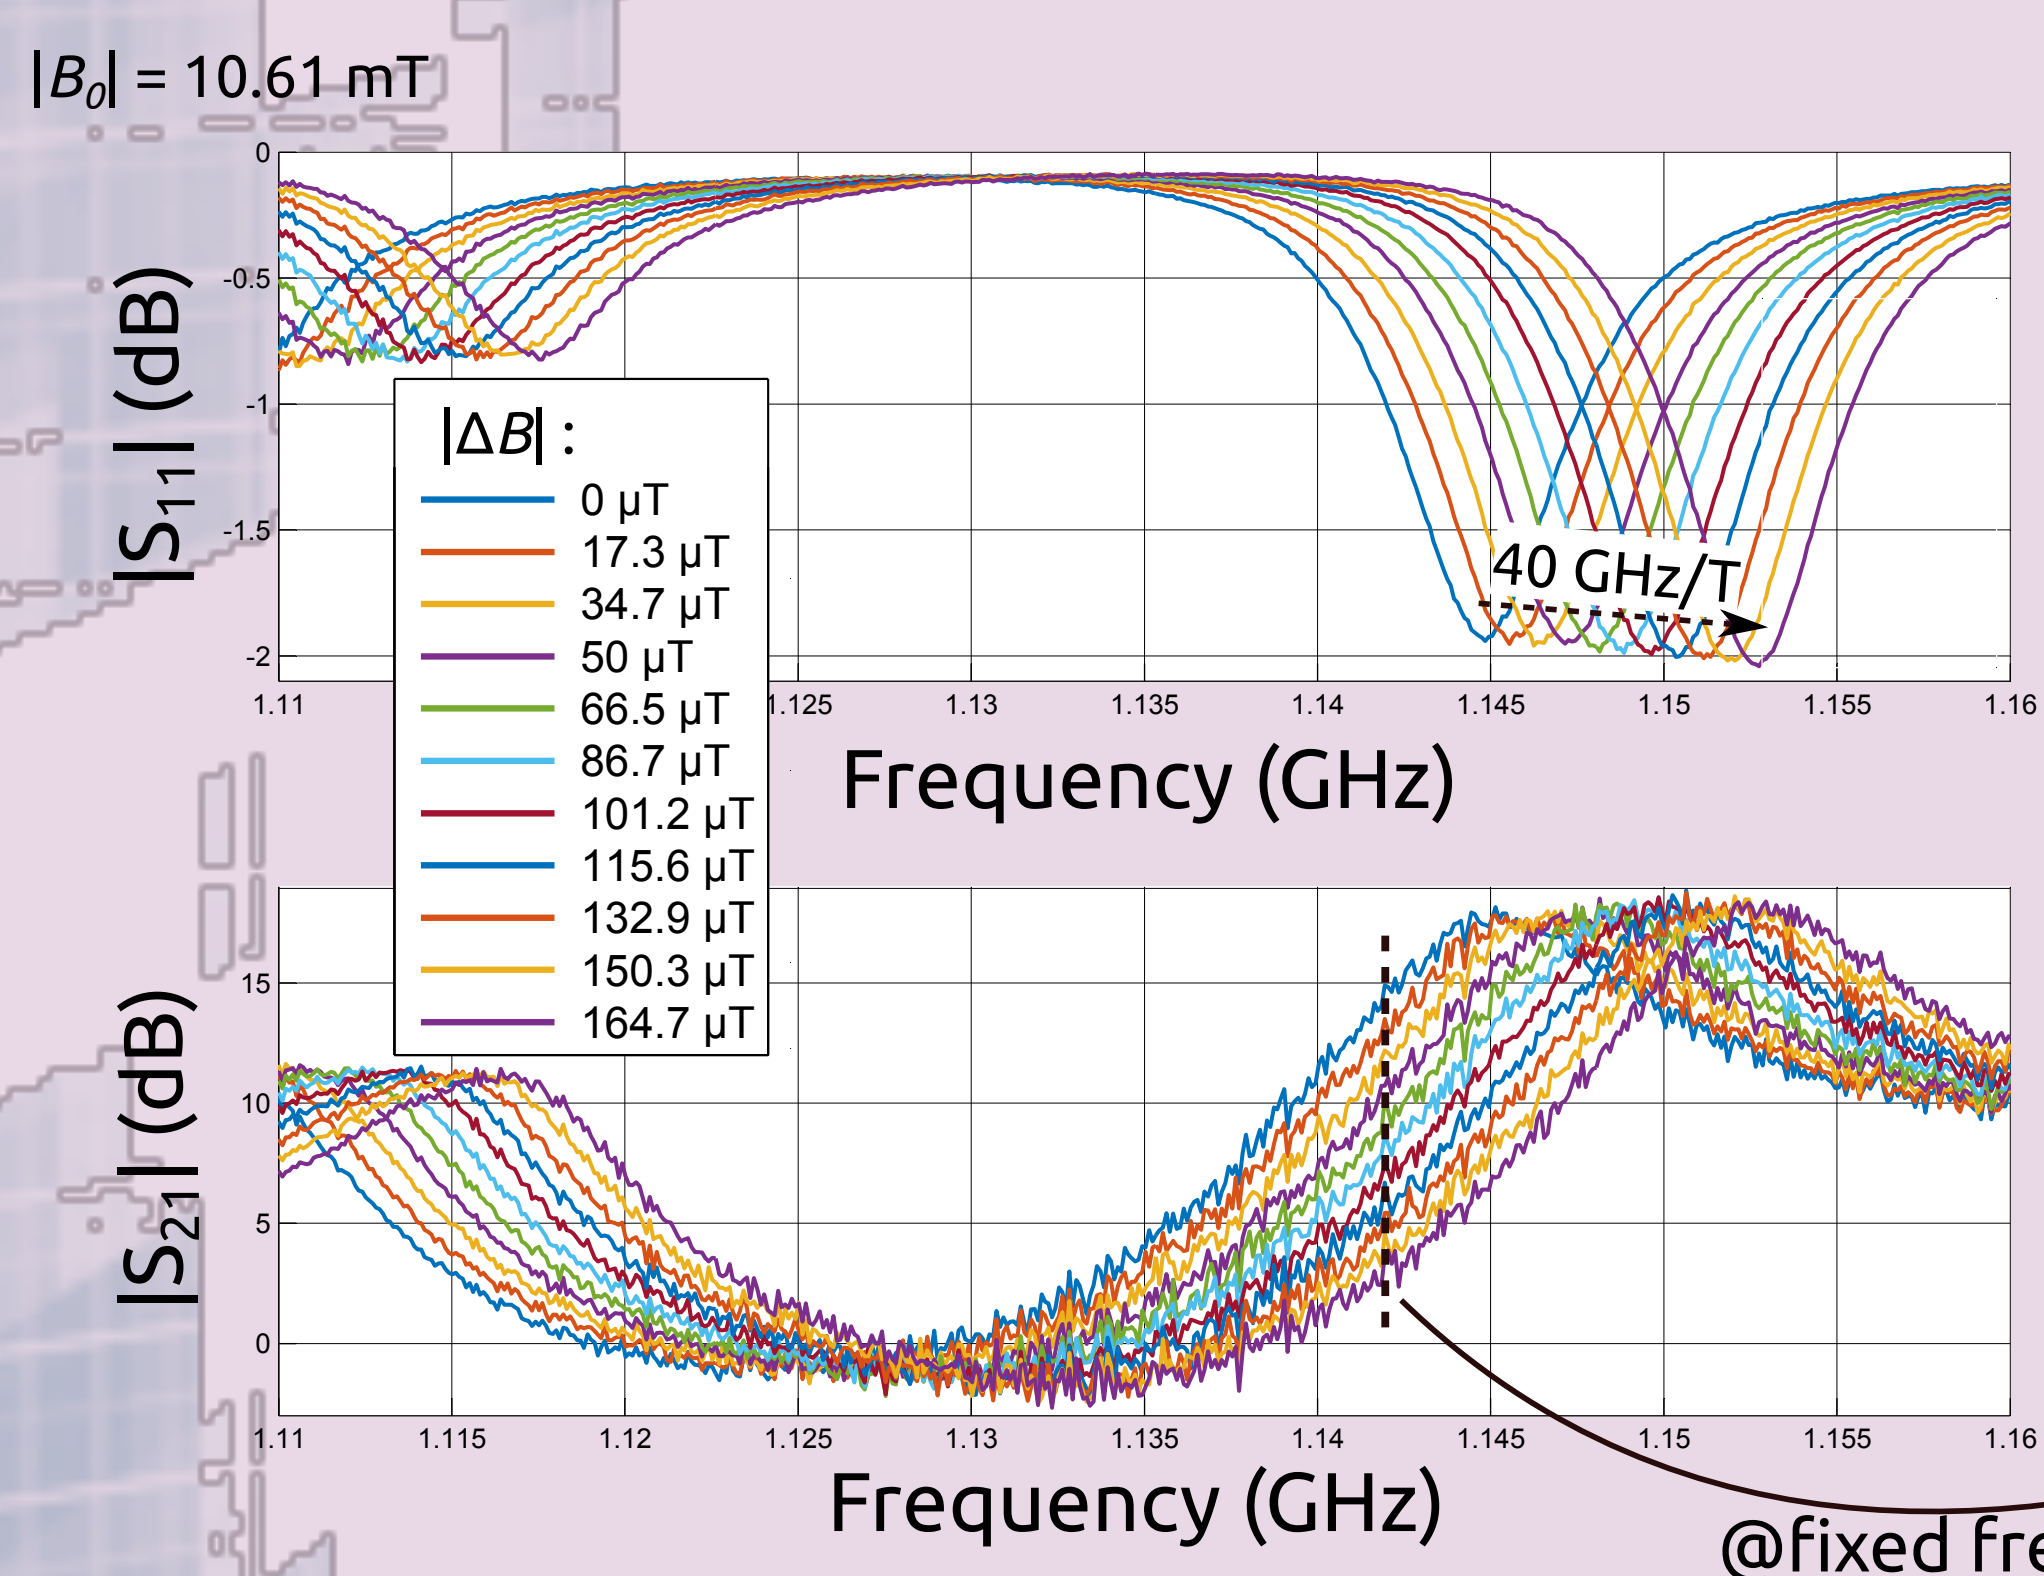 |B₀| = 10.61 mT
|S₁₁| (dB)
0
-0.5
-1
-1.5
-2
40 GHz/T
1.11
1.125
1.13
1.135
1.14
1.145
1.15
1.155
1.16
Frequency (GHz)
|ΔB| :
0 µT
17.3 µT
34.7 µT
50 µT
66.5 µT
86.7 µT
101.2 µT
115.6 µT
132.9 µT
150.3 µT
164.7 µT
|S₂₁| (dB)
15
10
5
0
1.11
1.115
1.12
1.125
1.13
1.135
1.14
1.145
1.15
1.155
1.16
Frequency (GHz)
@fixed fre